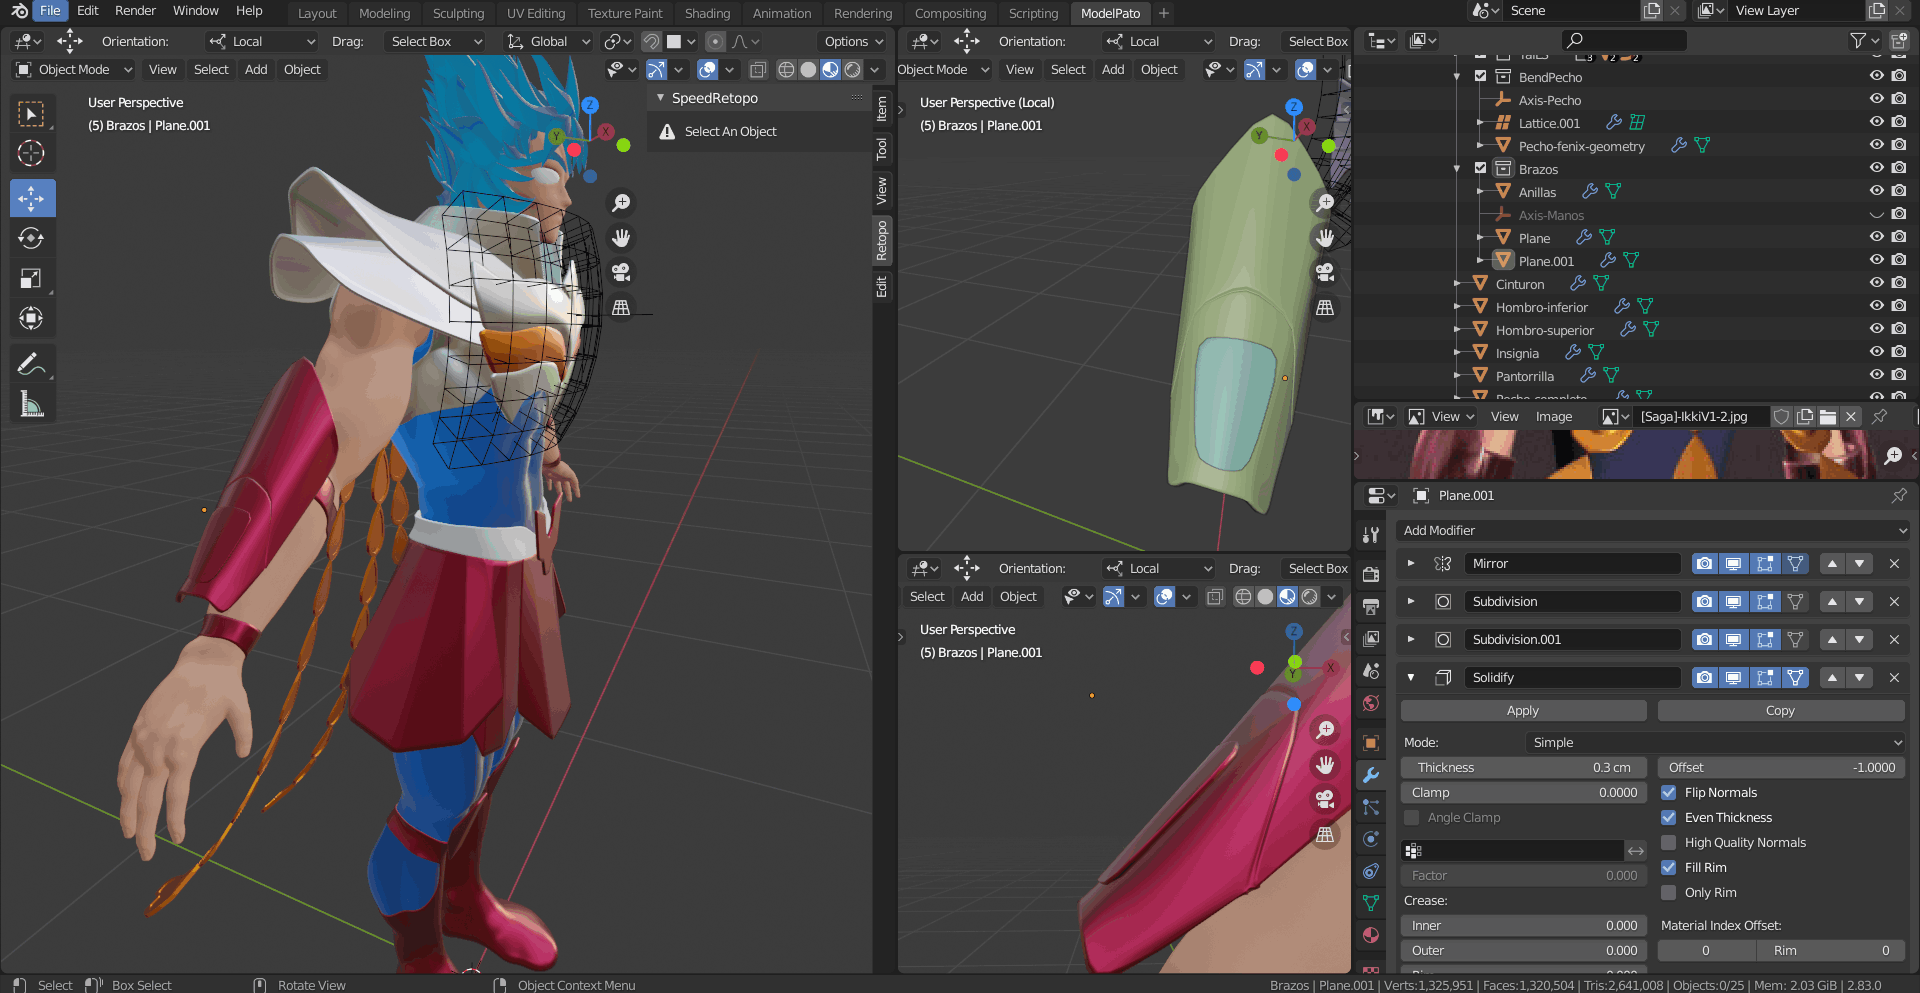 File Edit Render Window Help Layout Modeling Sculpting UV Editing Texture Paint Shading Animation Rendering Compositing Scripting ModelPato + Scene View Layer
Orientation: Local Drag: Select Box Global Options
Object Mode View Select Add Object
User Perspective
(5) Brazos | Plane.001
SpeedRetopo
Select An Object
Item
Tool
View
Retopo
Edit
Z
Y
X
Orientation: Local Drag: Select Box
Object Mode View Select Add Object
User Perspective (Local)
(5) Brazos | Plane.001
Z
Y
X
Orientation: Local Drag: Select Box
Select Add Object
User Perspective
(5) Brazos | Plane.001
Z
X
Y
3 2 2
BendPecho
Axis-Pecho
Lattice.001
Pecho-fenix-geometry
Brazos
Anillas
Axis-Manos
Plane
Plane.001
Cinturon
Hombro-inferior
Hombro-superior
Insignia
Pantorrilla
Pecho-completo
View View Image [Saga]-IkkiV1-2.jpg
Plane.001
Add Modifier
Mirror
Subdivision
Subdivision.001
Solidify
Apply Copy
Mode: Simple
Thickness 0.3 cm Offset -1.0000
Clamp 0.0000 Flip Normals
Angle Clamp Even Thickness
High Quality Normals
Fill Rim
Factor 0.000
Only Rim
Crease:
Inner 0.000 Material Index Offset:
Outer 0.000 0 Rim 0
Select Box Select Rotate View Object Context Menu Brazos | Plane.001 | Verts:1,325,951 | Faces:1,320,504 | Tris:2,641,008 | Objects:0/25 | Mem: 2.03 GiB | 2.83.0